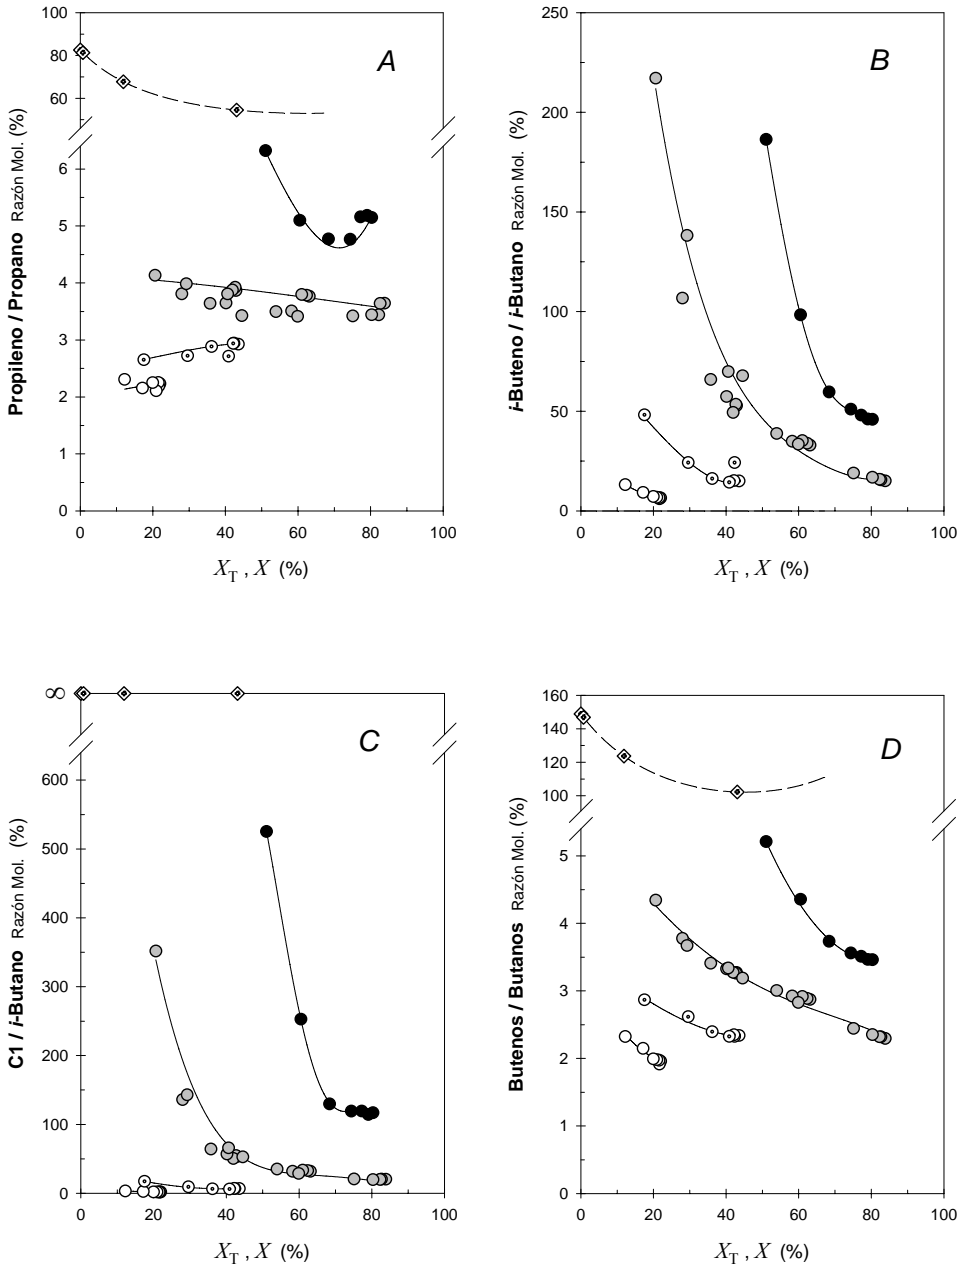 A
Propileno / Propano Razón Mol. (%)
100
80
60
6
5
4
3
2
1
0
0 20 40 60 80 100
X_T , X (%)
B
i-Buteno / i-Butano Razón Mol. (%)
250
200
150
100
50
0
0 20 40 60 80 100
X_T , X (%)
C
C1 / i-Butano Razón Mol. (%)
∞
600
500
400
300
200
100
0
0 20 40 60 80 100
X_T , X (%)
D
Butenos / Butanos Razón Mol. (%)
160
140
120
100
5
4
3
2
1
0
0 20 40 60 80 100
X_T , X (%)